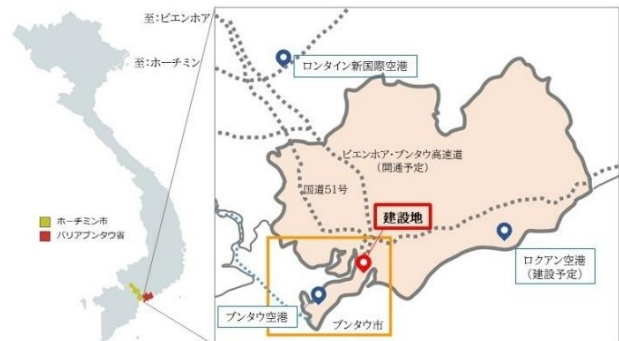 至:ビエンホア
至:ホーチミン
ホーチミン市
バリアブンタウ省
ロンタイン新国際空港
ビエンホア・ブンタウ高速道
(開通予定)
国道51号
建設地
ロクアン空港
(建設予定)
ブンタウ空港
ブンタウ市